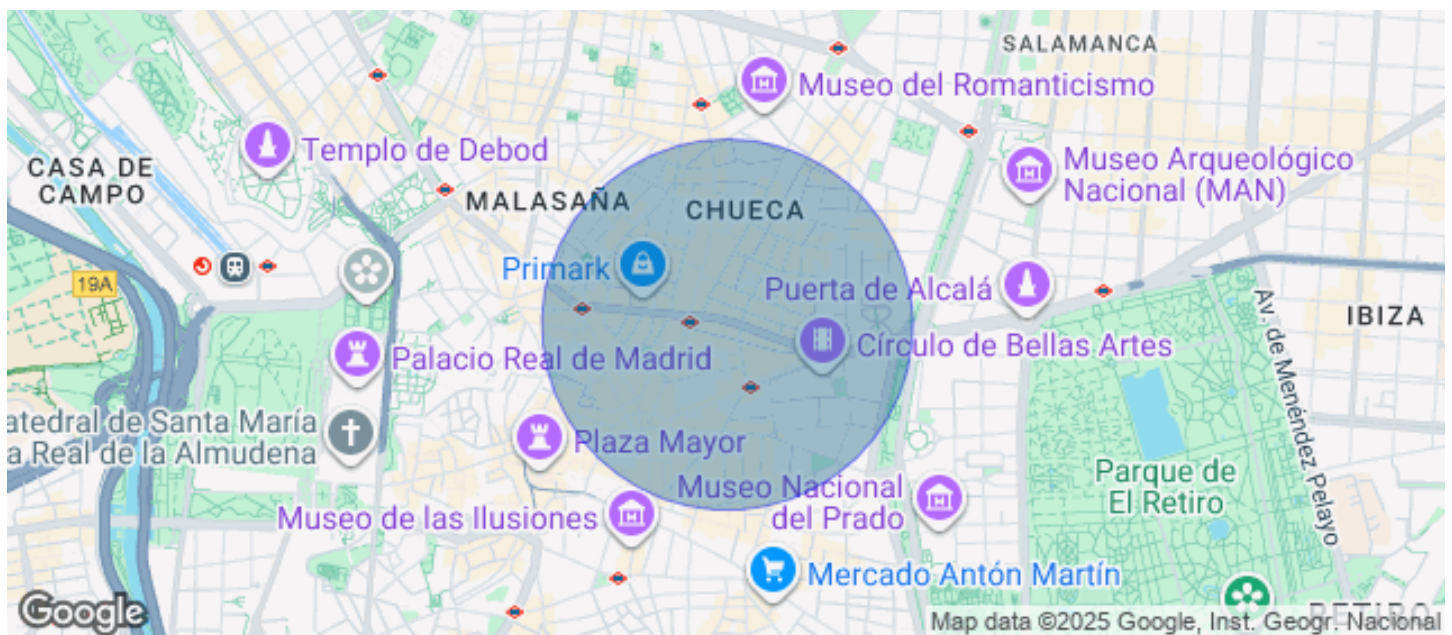 SALAMANCA
Museo del Romanticismo
Templo de Debod
CASA DE
CAMPO
Museo Arqueológico
Nacional (MAN)
MALASAÑA
CHUECA
Primark
19A
Puerta de Alcalá
IBIZA
Av. de Menéndez Pelayo
Palacio Real de Madrid
Círculo de Bellas Artes
atedral de Santa María
a Real de la Almudena
Plaza Mayor
Museo Nacional
del Prado
Parque de
El Retiro
Museo de las Ilusiones
Mercado Antón Martín
RETIRO
Google
Map data ©2025 Google, Inst. Geogr. Nacional